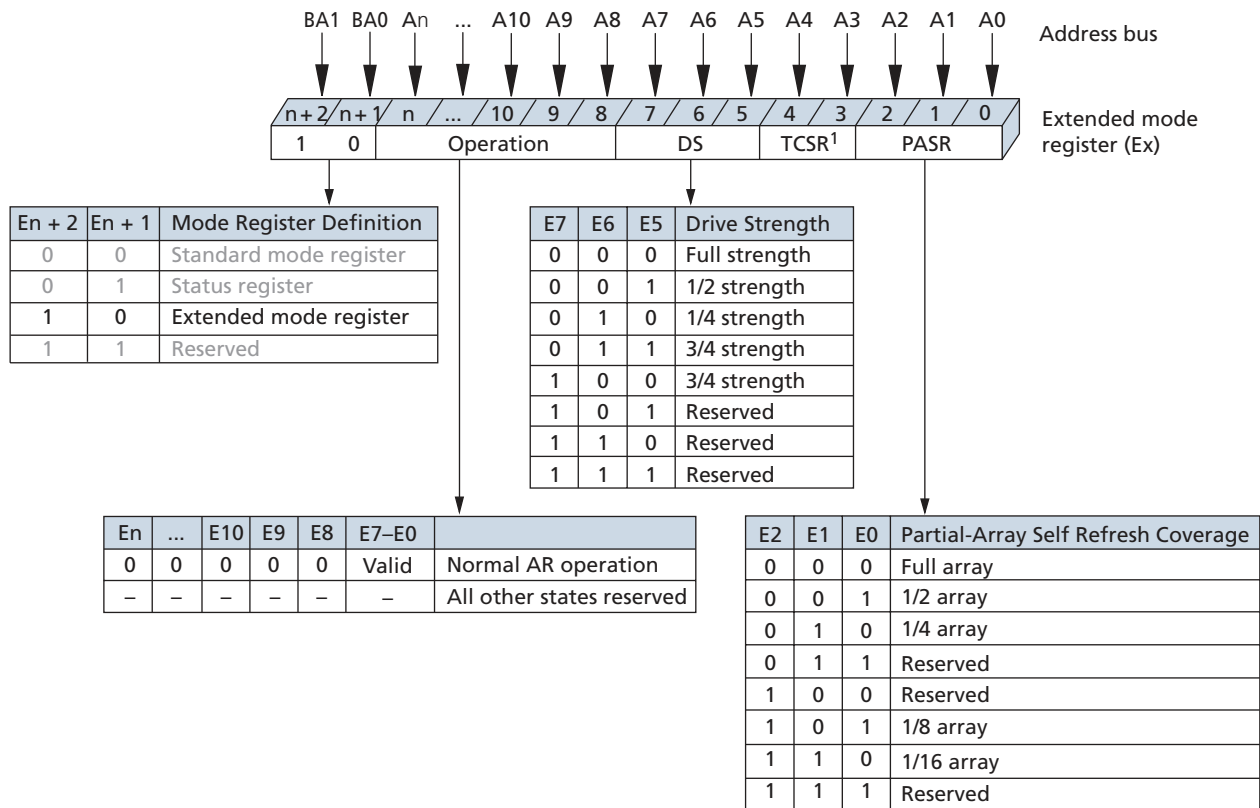 BA1 BA0 An ... A10 A9 A8 A7 A6 A5 A4 A3 A2 A1 A0 Address bus
n + 2 n + 1 n ... 10 9 8 7 6 5 4 3 2 1 0
1 0 Operation DS TCSR1 PASR
Extended mode
register (Ex)
En + 2 En + 1 Mode Register Definition
0 0 Standard mode register
0 1 Status register
1 0 Extended mode register
1 1 Reserved
E7 E6 E5 Drive Strength
0 0 0 Full strength
0 0 1 1/2 strength
0 1 0 1/4 strength
0 1 1 3/4 strength
1 0 0 3/4 strength
1 0 1 Reserved
1 1 0 Reserved
1 1 1 Reserved
En ... E10 E9 E8 E7–E0
0 0 0 0 0 Valid Normal AR operation
– – – – – – All other states reserved
E2 E1 E0 Partial-Array Self Refresh Coverage
0 0 0 Full array
0 0 1 1/2 array
0 1 0 1/4 array
0 1 1 Reserved
1 0 0 Reserved
1 0 1 1/8 array
1 1 0 1/16 array
1 1 1 Reserved